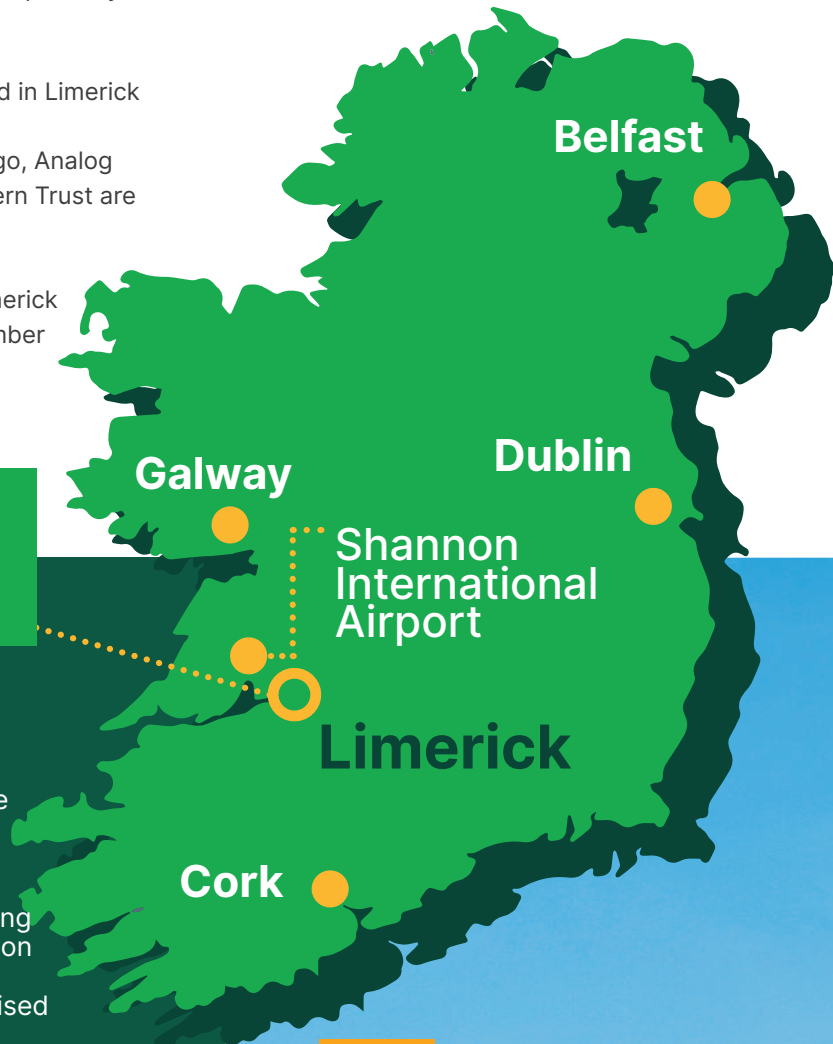 d in Limerick
go, Analog
ern Trust are
erick
nber
Belfast
Dublin
Galway
Shannon
International
Airport
Limerick
Cork
e
ng
on
ised